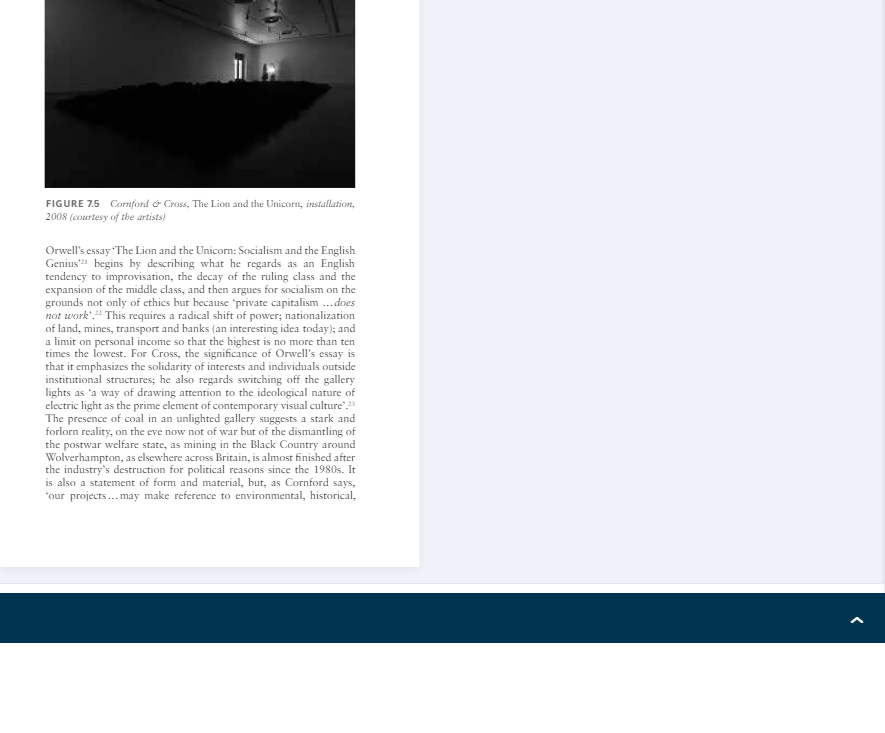 FIGURE 7.5 Cornford & Cross, The Lion and the Unicorn, installation,
2008 (courtesy of the artists)
Orwell's essay 'The Lion and the Unicorn: Socialism and the English
Genius'²¹ begins by describing what he regards as an English
tendency to improvisation, the decay of the ruling class and the
expansion of the middle class, and then argues for socialism on the
grounds not only of ethics but because 'private capitalism … does
not work'.²² This requires a radical shift of power; nationalization
of land, mines, transport and banks (an interesting idea today); and
a limit on personal income so that the highest is no more than ten
times the lowest. For Cross, the significance of Orwell's essay is
that it emphasizes the solidarity of interests and individuals outside
institutional structures; he also regards switching off the gallery
lights as 'a way of drawing attention to the ideological nature of
electric light as the prime element of contemporary visual culture'.²³
The presence of coal in an unlighted gallery suggests a stark and
forlorn reality, on the eve now not of war but of the dismantling of
the postwar welfare state, as mining in the Black Country around
Wolverhampton, as elsewhere across Britain, is almost finished after
the industry's destruction for political reasons since the 1980s. It
is also a statement of form and material, but, as Cornford says,
'our projects … may make reference to environmental, historical,